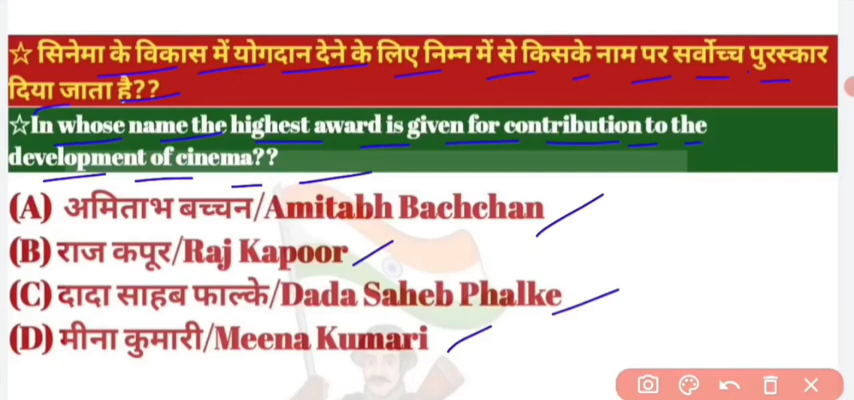 ☆ सिनेमा के विकास में योगदान देने के लिए निम्न में से किसके नाम पर सर्वोच्च पुरस्कार
दिया जाता है??
☆In whose name the highest award is given for contribution to the
development of cinema??
(A) अमिताभ बच्चन/Amitabh Bachchan
(B) राज कपूर/Raj Kapoor
(C) दादा साहब फाल्के/Dada Saheb Phalke
(D) मीना कुमारी/Meena Kumari